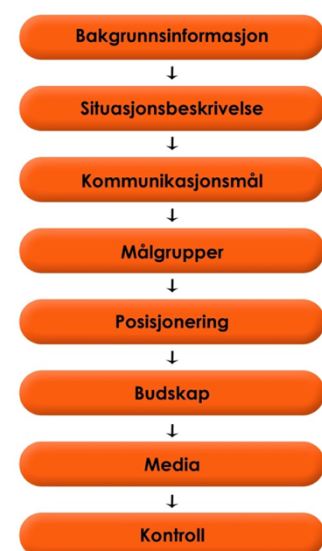 Bakgrunnsinformasjon
Situasjonsbeskrivelse
Kommunikasjonsmål
Målgrupper
Posisjonering
Budskap
Media
Kontroll